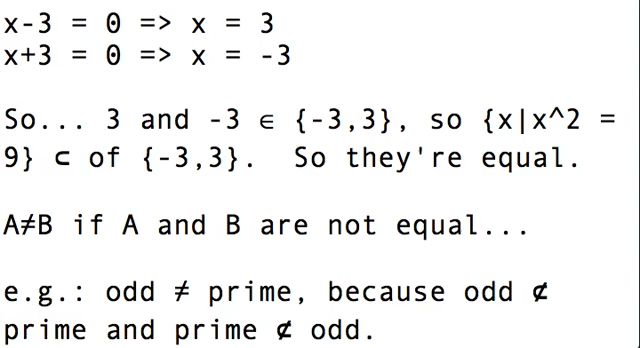 x-3 = 0 => x = 3
x+3 = 0 => x = -3
So... 3 and -3 ∈ {-3,3}, so {x|x^2 =
9} ⊂ of {-3,3}.  So they're equal.
A≠B if A and B are not equal...
e.g.: odd ≠ prime, because odd ⊄
prime and prime ⊄ odd.